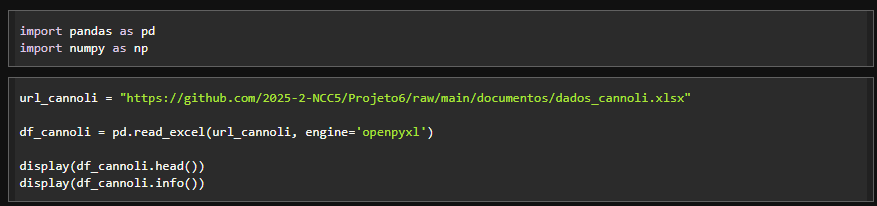 import pandas as pd
import numpy as np
url_cannoli = "https://github.com/2025-2-NCC5/Projeto6/raw/main/documentos/dados_cannoli.xlsx"
df_cannoli = pd.read_excel(url_cannoli, engine='openpyxl')
display(df_cannoli.head())
display(df_cannoli.info())